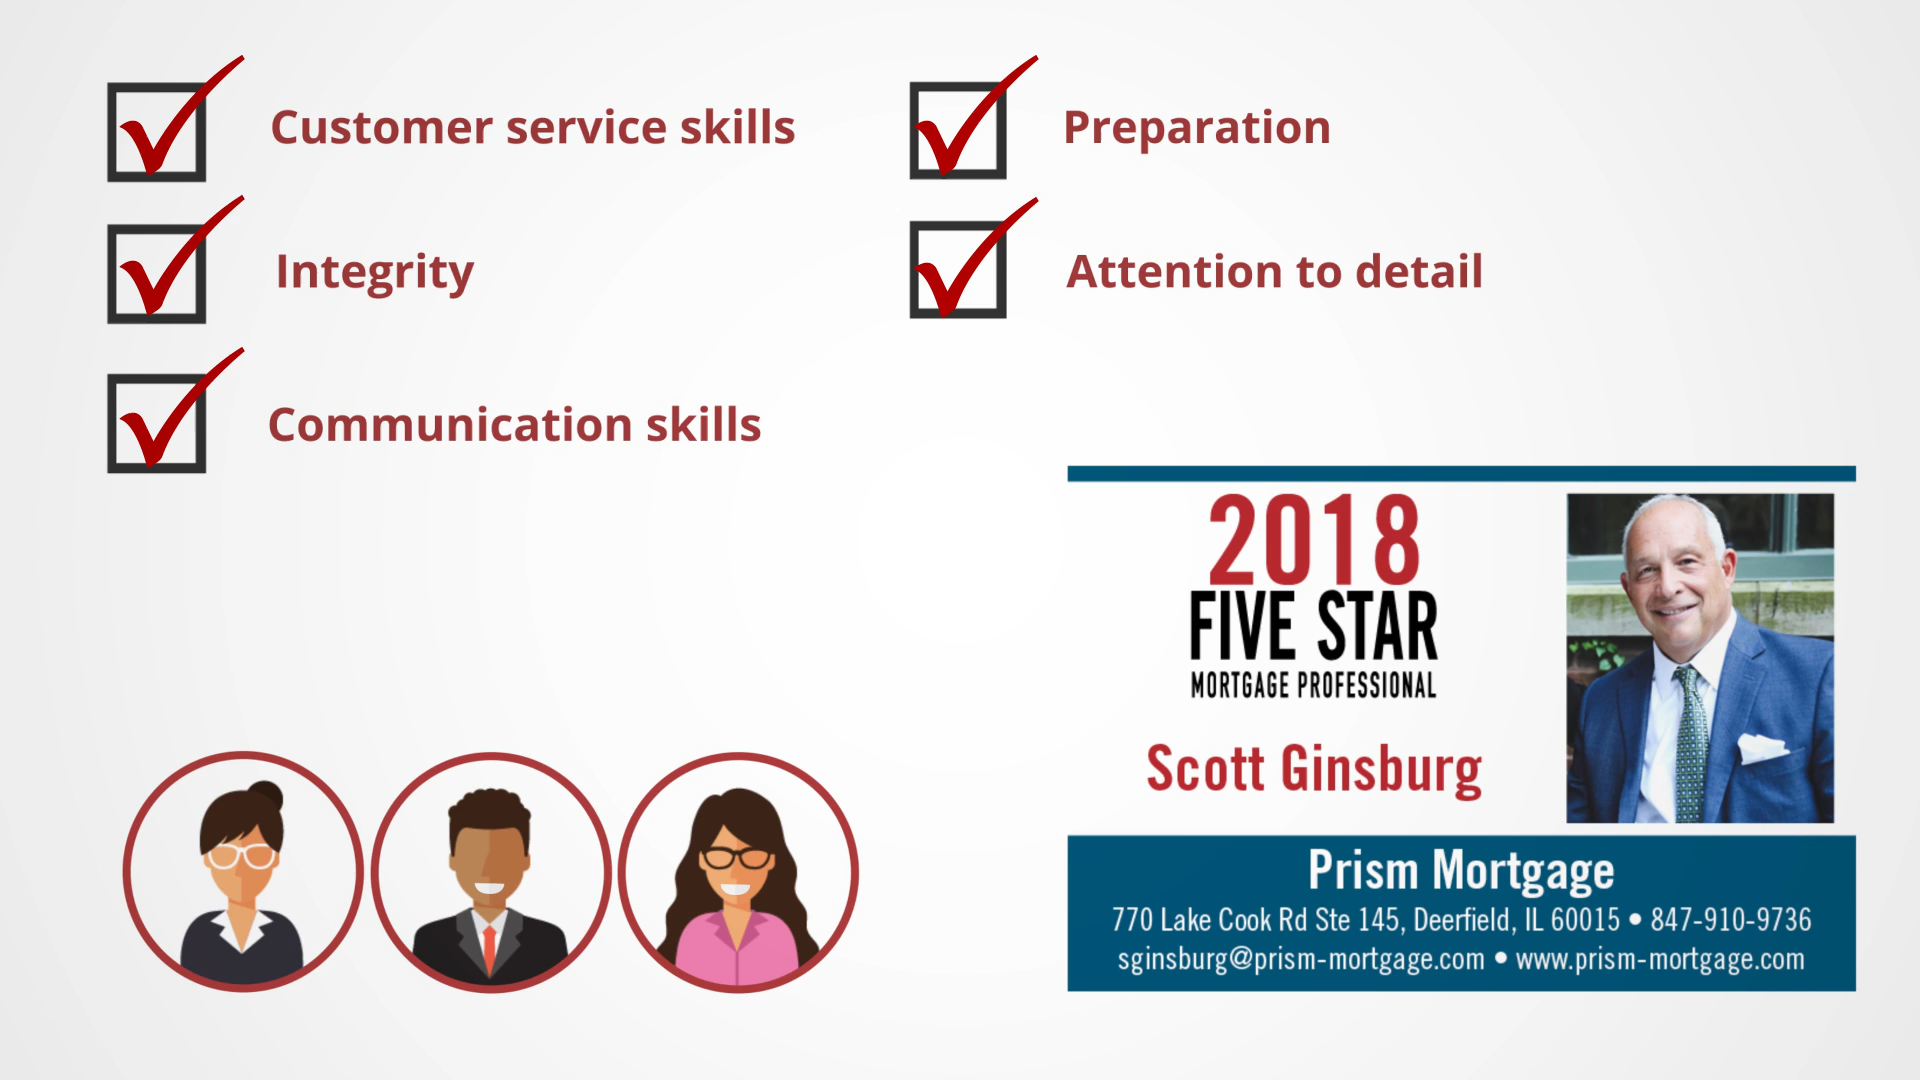 Customer service skills
Integrity
Communication skills
Preparation
Attention to detail
2018
FIVE STAR
MORTGAGE PROFESSIONAL
Scott Ginsburg
Prism Mortgage
770 Lake Cook Rd Ste 145, Deerfield, IL 60015 • 847-910-9736
sginsburg@prism-mortgage.com • www.prism-mortgage.com